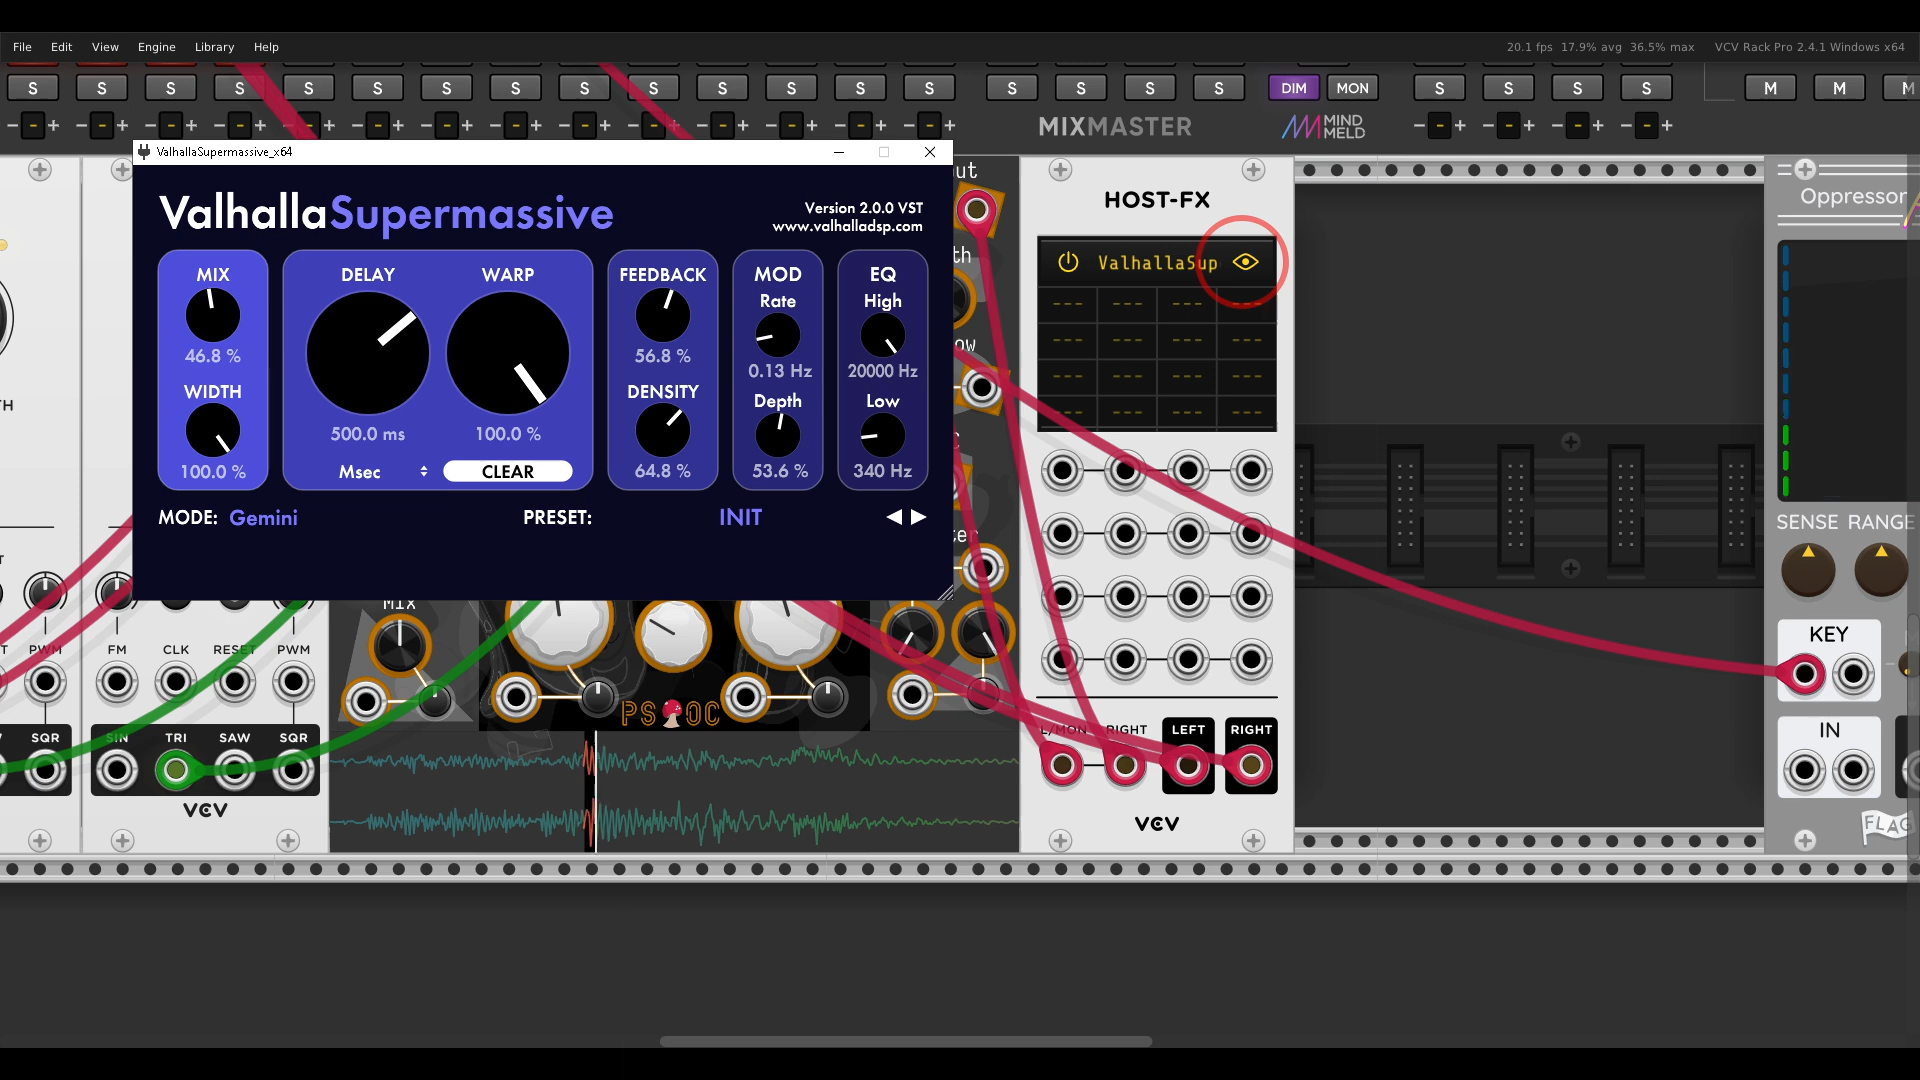 File Edit View Engine Library Help
20.1 fps 17.9% avg 36.5% max VCV Rack Pro 2.4.1 Windows x64
S S S S S S S S S S S S S S S S S S DIM MON S S S S M M M
MIXMASTER
MIND MELD
ValhallaSupermassive_x64
ValhallaSupermassive
Version 2.0.0 VST
www.valhalladsp.com
MIX
46.8 %
WIDTH
100.0 %
DELAY
500.0 ms
Msec
WARP
100.0 %
CLEAR
FEEDBACK
56.8 %
DENSITY
64.8 %
MOD
Rate
0.13 Hz
Depth
53.6 %
EQ
High
20000 Hz
Low
340 Hz
MODE: Gemini
PRESET: INIT
HOST-FX
ValhallaSup
--- --- --- ---
--- --- --- ---
--- --- --- ---
--- --- --- ---
L/MON RIGHT LEFT RIGHT
VCV
Oppressor
SENSE RANGE
KEY
IN
FLAG
PWM
FM CLK RESET PWM
SQR
SIN TRI SAW SQR
VCV
MIX